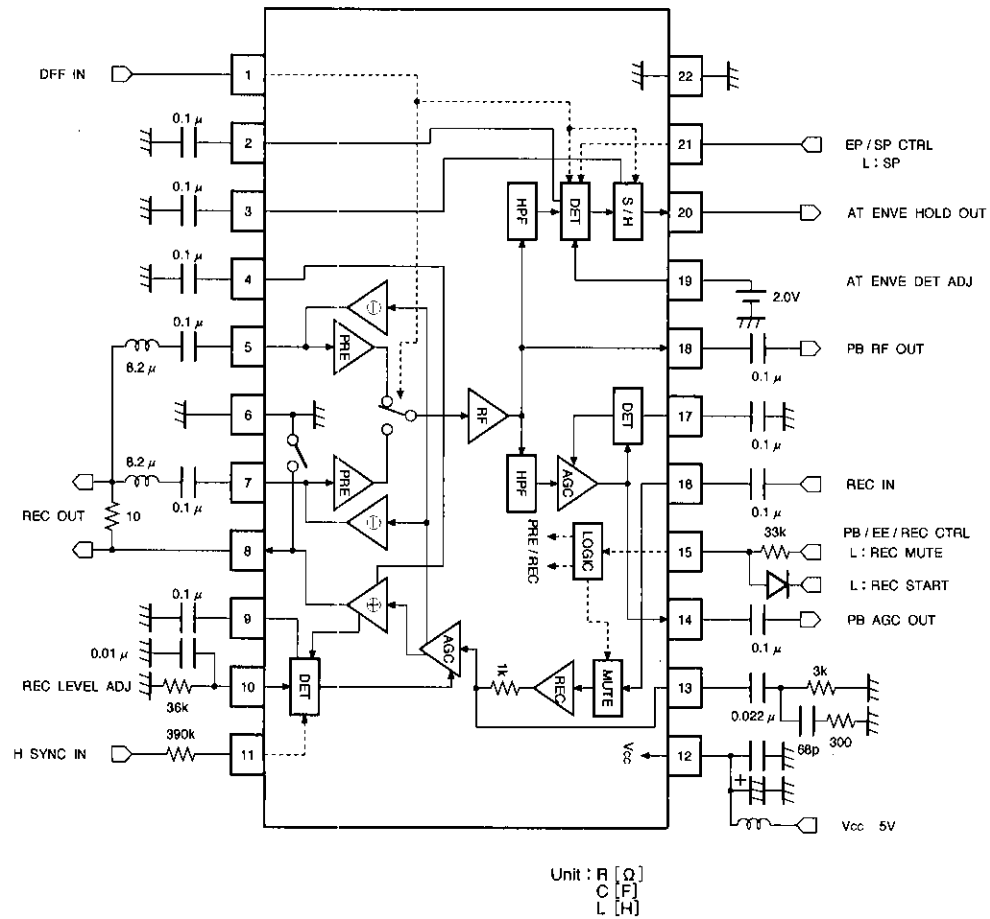 DFF IN
0.1 μ
0.1 μ
0.1 μ
0.1 μ
8.2 μ
8.2 μ
0.1 μ
REC OUT
10
0.1 μ
0.01 μ
REC LEVEL ADJ
36k
390k
H SYNC IN
1
2
3
4
5
6
7
8
9
10
11
PRE
PRE
RF
HPF
DET
S/H
HPF
AGC
DET
PRE/REC
LOGIC
MUTE
REC
1k
AGC
DET
Vcc
22
21
20
19
18
17
16
15
14
13
12
EP/SP CTRL
L : SP
AT ENVE HOLD OUT
AT ENVE DET ADJ
2.0V
PB RF OUT
0.1 μ
0.1 μ
REC IN
0.1 μ
PB/EE/REC CTRL
33k
L : REC MUTE
L : REC START
PB AGC OUT
0.1 μ
3k
0.022 μ
68p
300
+
Vcc 5V
Unit : R [Ω]
C [F]
L [H]